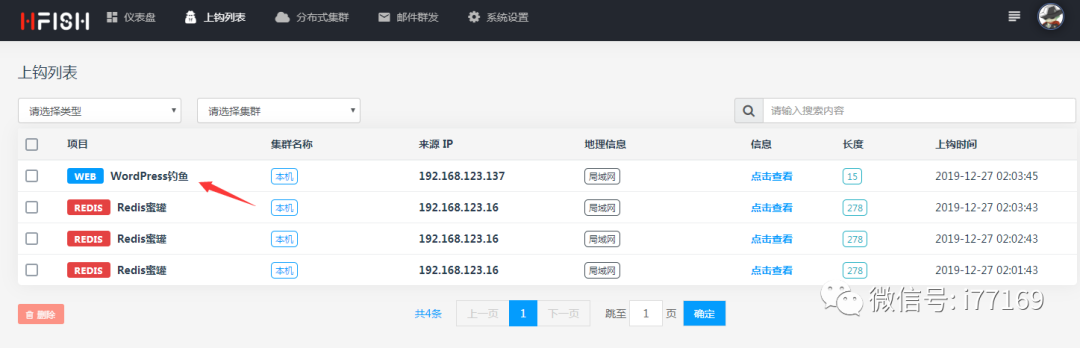 HFISH 仪表盘 上钩列表 分布式集群 邮件群发 系统设置
上钩列表
请选择类型 请选择集群 请输入搜索内容
项目 集群名称 来源 IP 地理信息 信息 长度 上钩时间
WEB WordPress钓鱼 本机 192.168.123.137 局域网 点击查看 15 2019-12-27 02:03:45
REDIS Redis蜜罐 本机 192.168.123.16 局域网 点击查看 278 2019-12-27 02:03:43
REDIS Redis蜜罐 本机 192.168.123.16 局域网 点击查看 278 2019-12-27 02:02:43
REDIS Redis蜜罐 本机 192.168.123.16 局域网 点击查看 278 2019-12-27 02:01:43
删除 共4条 上一页 1 下一页 跳至 1 页 确定
微信号: i77169